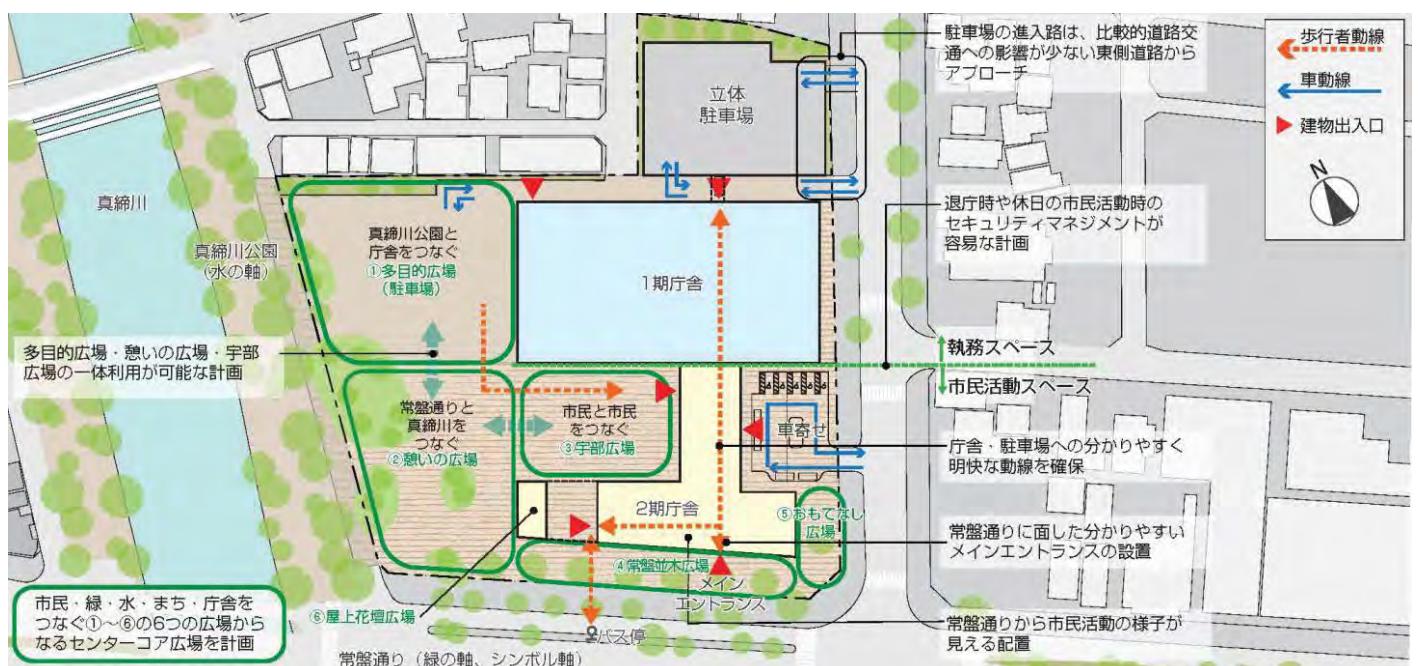 駐車場の進入路は、比較的道路交
通への影響が少ない東側道路から
アプローチ
歩行者動線
車動線
建物出入口
N
立体
駐車場
真締川
真締川公園
(水の軸)
真締川公園と
庁舎をつなぐ
①多目的広場
(駐車場)
1期庁舎
退庁時や休日の市民活動時の
セキュリティマネジメントが
容易な計画
執務スペース
市民活動スペース
多目的広場・憩いの広場・宇部
広場の一体利用が可能な計画
常盤通りと
真締川を
つなぐ
②憩いの広場
市民と市民
をつなぐ
③宇部広場
車寄せ
庁舎・駐車場への分かりやすく
明快な動線を確保
2期庁舎
⑤おもてなし
広場
常盤通りに面した分かりやすい
メインエントランスの設置
④常盤並木広場
メイン
エントランス
市民・緑・水・まち・庁舎を
つなぐ①~⑥の6つの広場から
なるセンターコア広場を計画
⑥屋上花壇広場
バス停
常盤通りから市民活動の様子が
見える配置
常盤通り(緑の軸、シンボル軸)